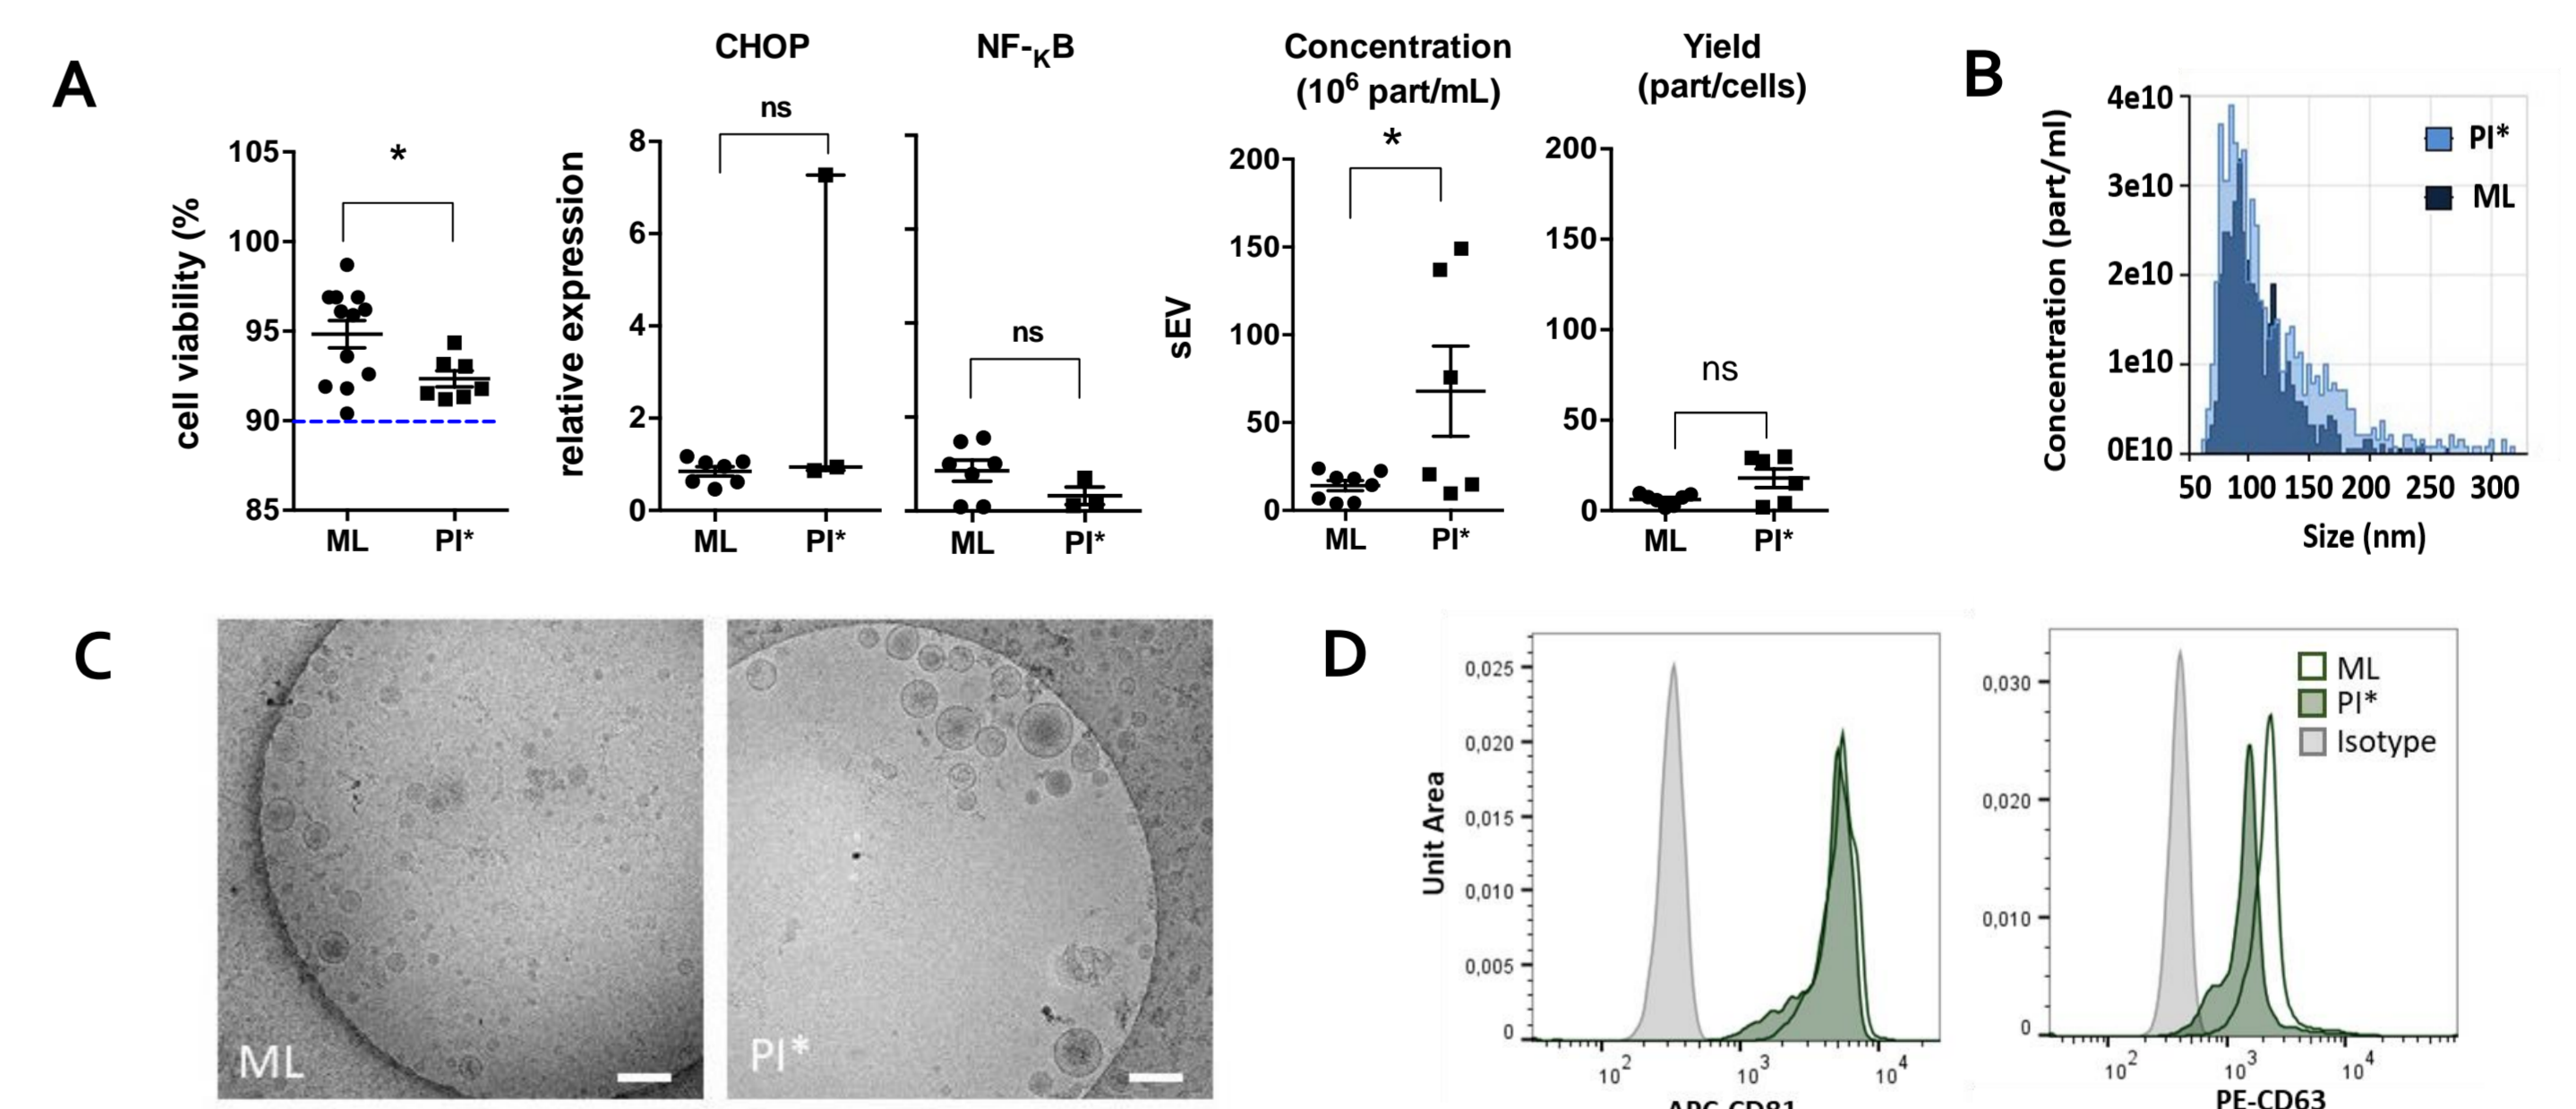 A
cell viability (%
105
100
95
90
85
*
ML
PI*
CHOP
relative expression
8
6
4
2
0
ns
ML
PI*
NF-KB
ns
ML
PI*
Concentration
(10⁶ part/mL)
sEV
200
150
100
50
0
*
ML
PI*
Yield
(part/cells)
200
150
100
50
0
ns
ML
PI*
B
Concentration (part/ml)
4e10
3e10
2e10
1e10
0E10
PI*
ML
50 100 150 200 250 300
Size (nm)
C
ML
PI*
D
Unit Area
0,025
0,020
0,015
0,010
0,005
0
10² 10³ 10⁴
APC-CD81
0,030
0,020
0,010
0
ML
PI*
Isotype
10² 10³ 10⁴
PE-CD63